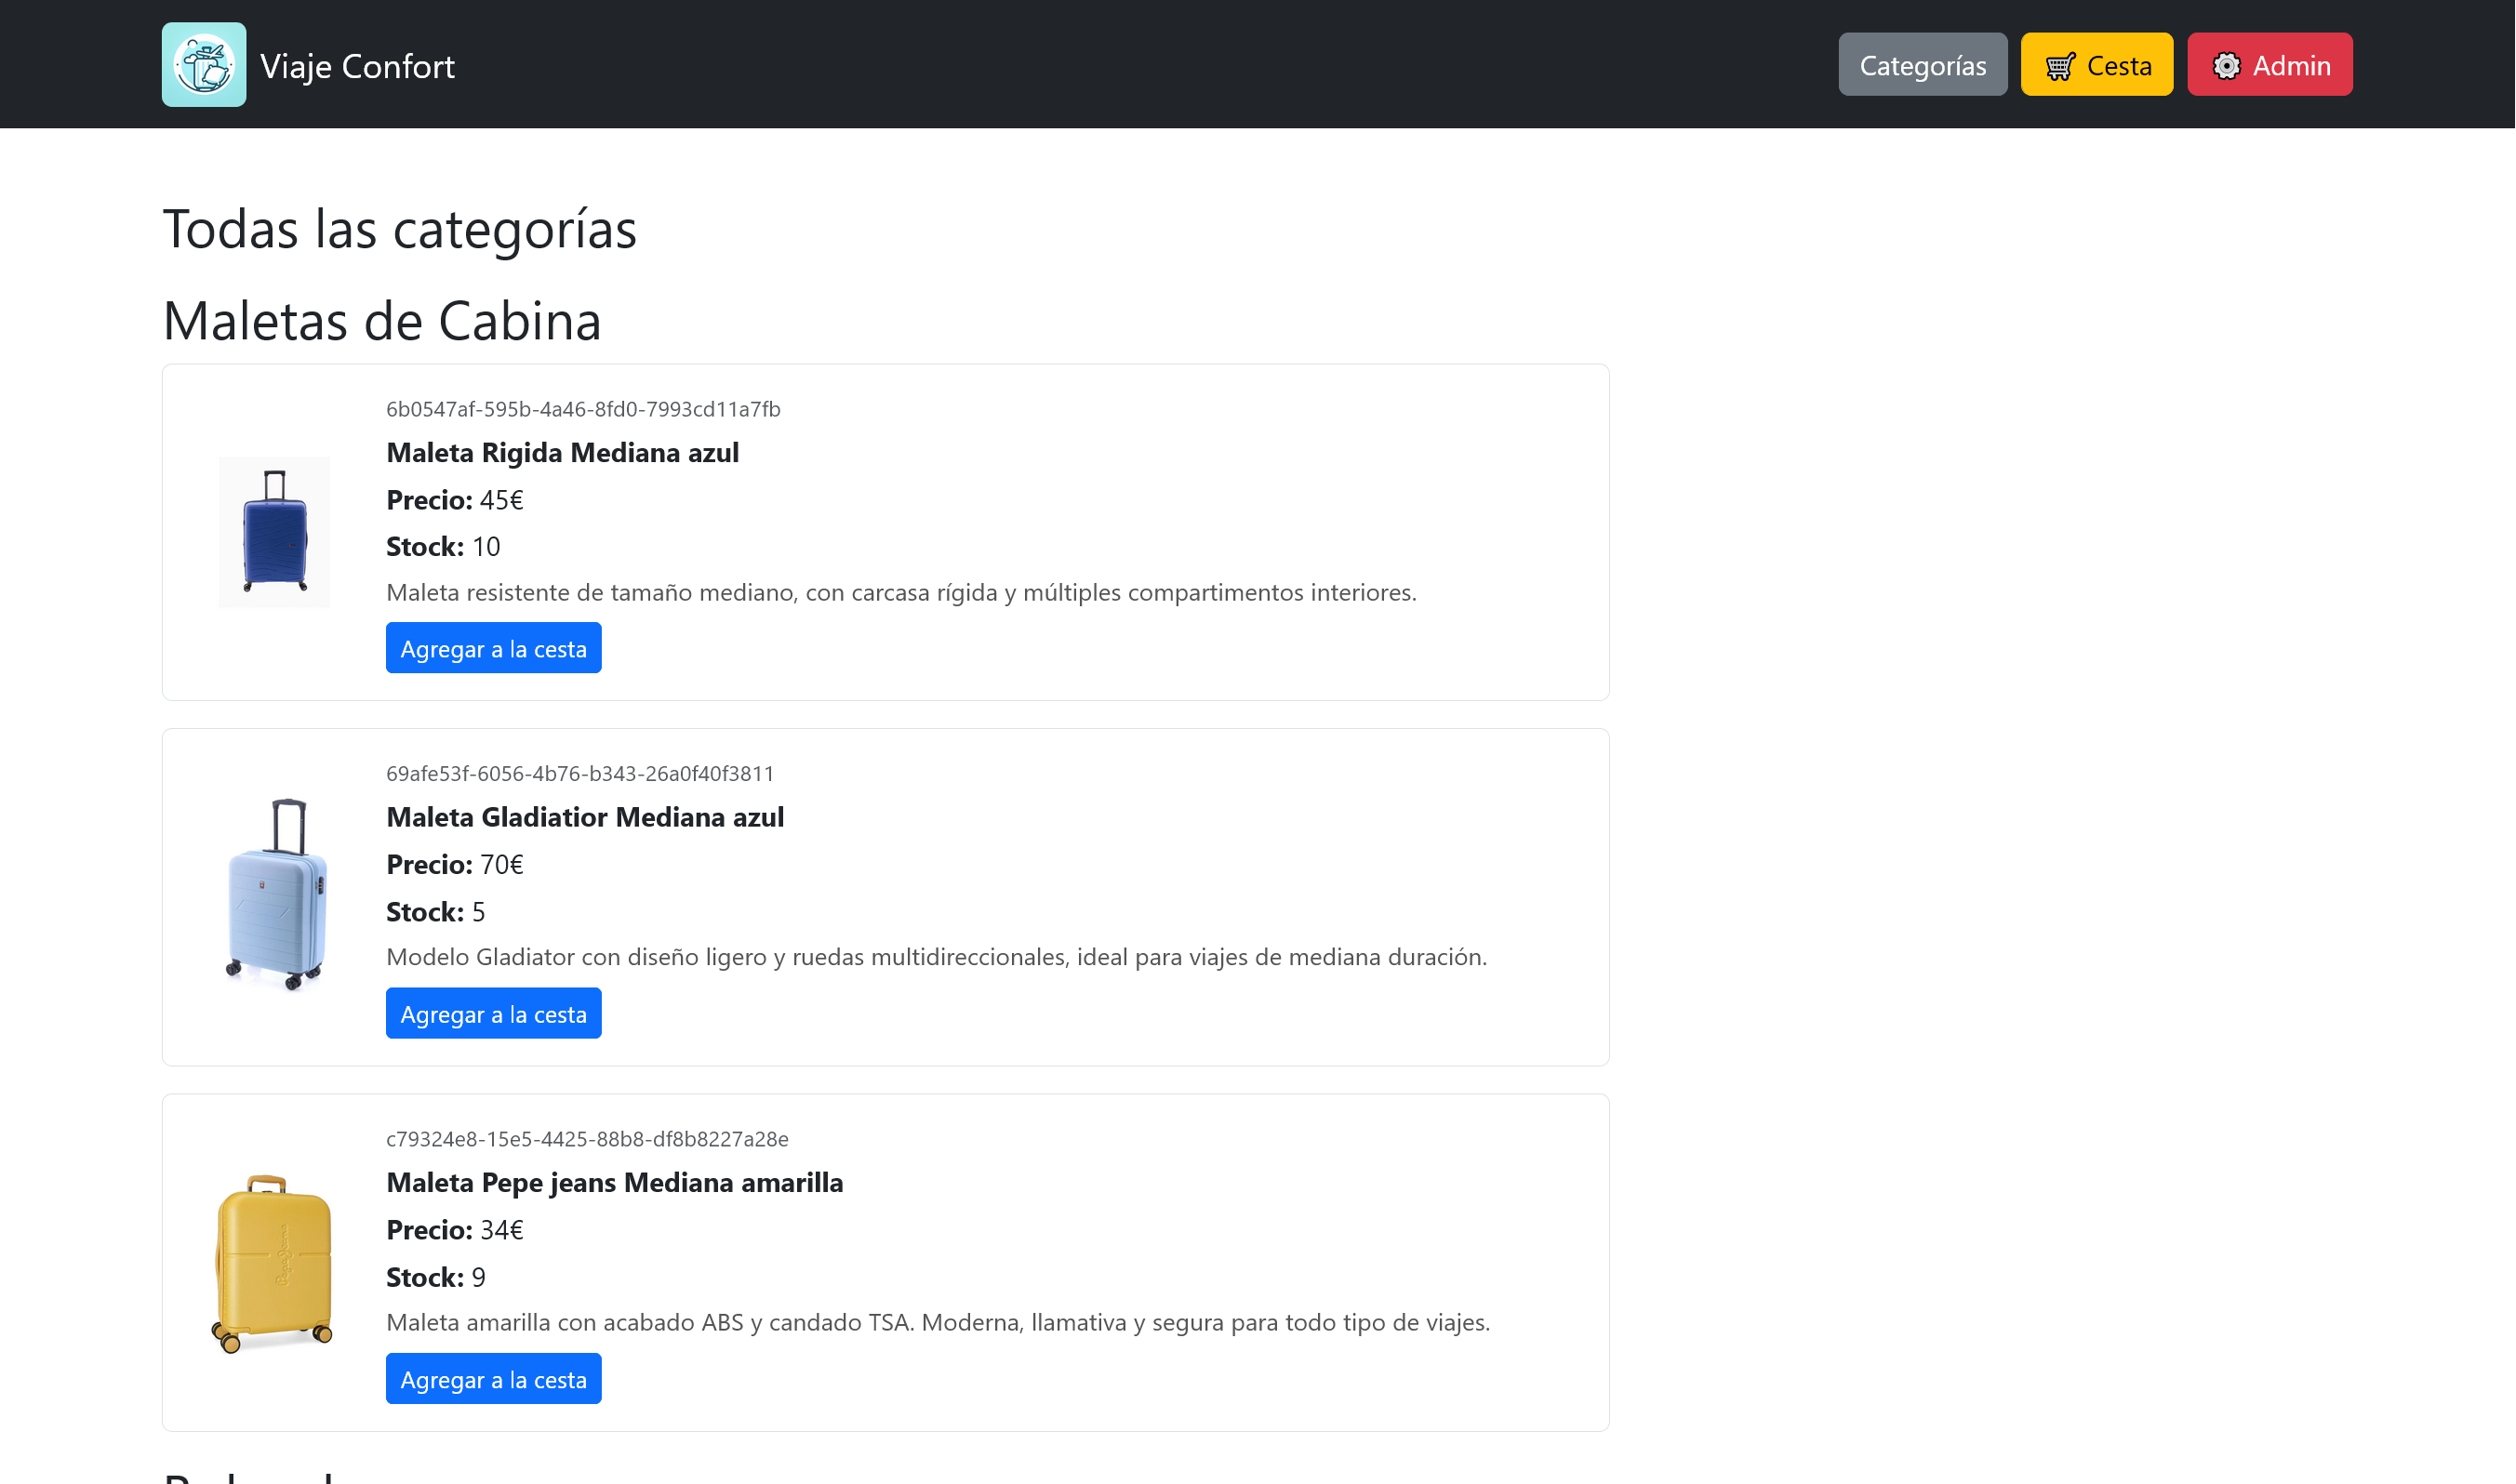 Viaje Confort
Categorías
Cesta
Admin
Todas las categorías
Maletas de Cabina
6b0547af-595b-4a46-8fd0-7993cd11a7fb
Maleta Rigida Mediana azul
Precio: 45€
Stock: 10
Maleta resistente de tamaño mediano, con carcasa rígida y múltiples compartimentos interiores.
Agregar a la cesta
69afe53f-6056-4b76-b343-26a0f40f3811
Maleta Gladiatior Mediana azul
Precio: 70€
Stock: 5
Modelo Gladiator con diseño ligero y ruedas multidireccionales, ideal para viajes de mediana duración.
Agregar a la cesta
c79324e8-15e5-4425-88b8-df8b8227a28e
Maleta Pepe jeans Mediana amarilla
Precio: 34€
Stock: 9
Maleta amarilla con acabado ABS y candado TSA. Moderna, llamativa y segura para todo tipo de viajes.
Agregar a la cesta